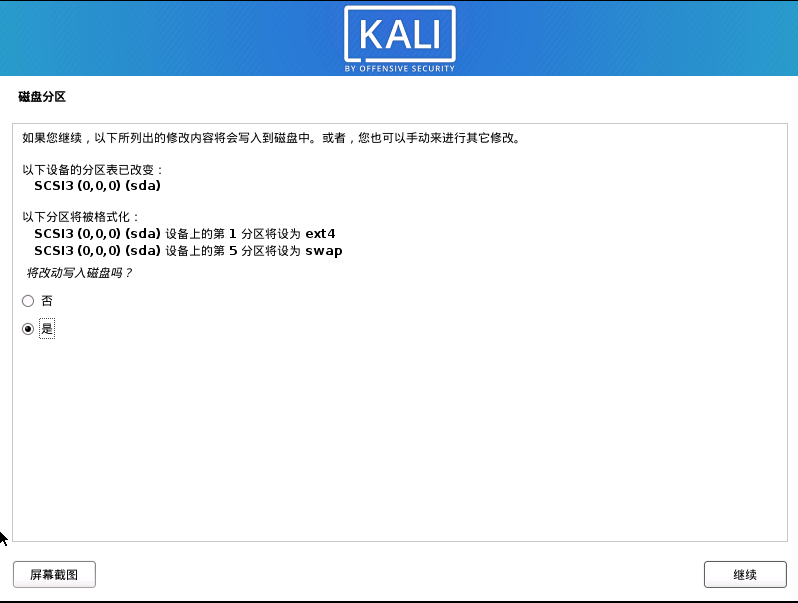 KALI
BY OFFENSIVE SECURITY
磁盘分区
如果您继续，以下所列出的修改内容将会写入到磁盘中。或者，您也可以手动来进行其它修改。
以下设备的分区表已改变：
SCSI3 (0,0,0) (sda)
以下分区将被格式化：
SCSI3 (0,0,0) (sda) 设备上的第 1 分区将设为 ext4
SCSI3 (0,0,0) (sda) 设备上的第 5 分区将设为 swap
将改动写入磁盘吗？
否
是
屏幕截图
继续